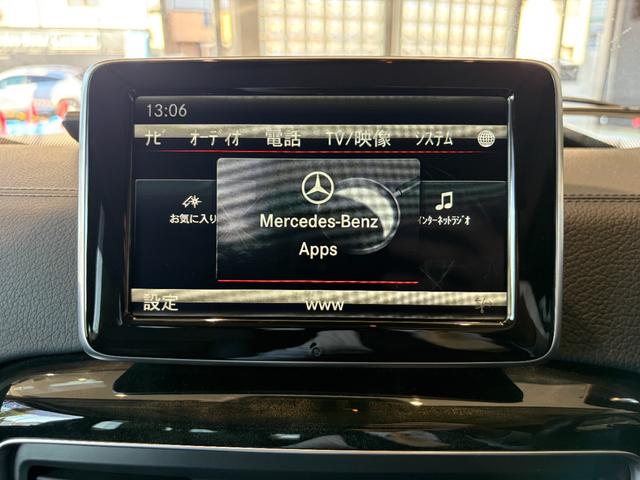 13:06
ナビ オーディオ 電話 TV/映像 システム
お気に入り Mercedes-Benz Apps インターネットラジオ
設定 www